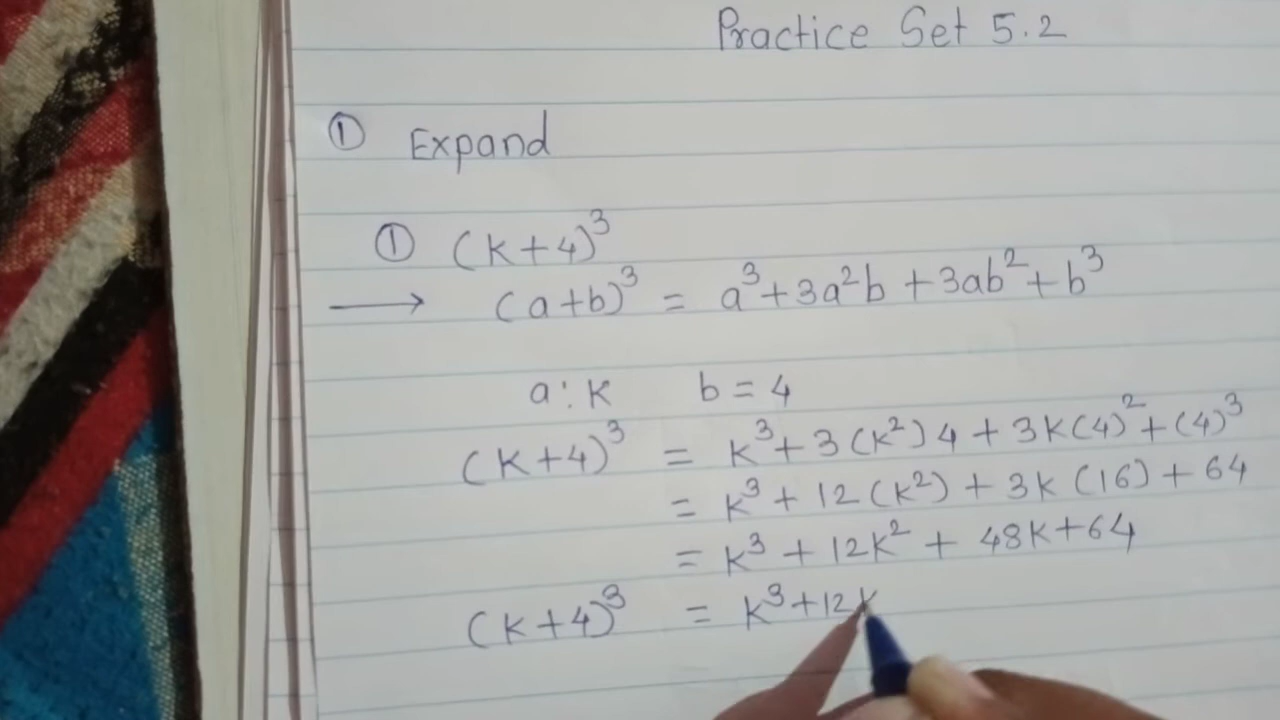 Practice Set 5.2
① Expand
① (k+4)³
→ (a+b)³ = a³+3a²b+3ab²+b³
a:k b=4
(k+4)³ = k³+3(k²)4+3k(4)²+(4)³
= k³+12(k²)+3k(16)+64
= k³+12k²+48k+64
(k+4)³ = k³+12k